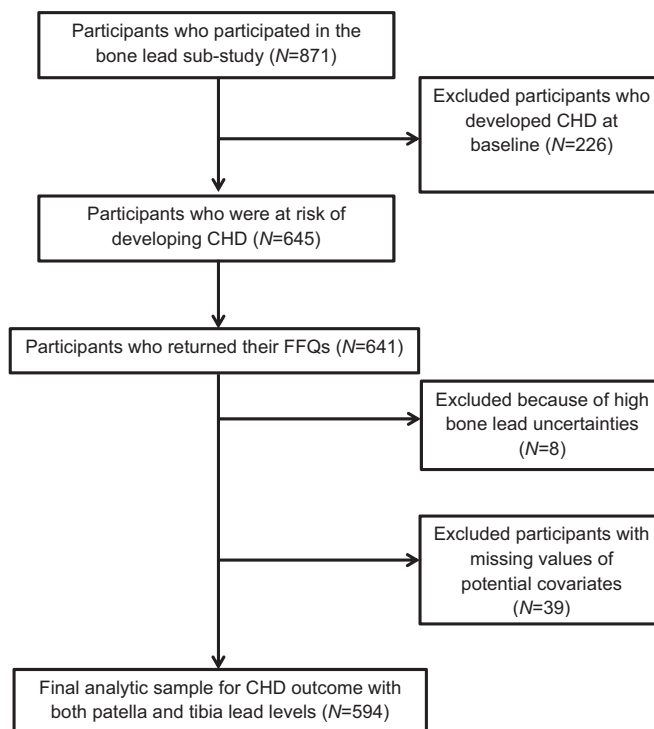 Participants who participated in the
bone lead sub-study (N=871)
Excluded participants who
developed CHD at
baseline (N=226)
Participants who were at risk of
developing CHD (N=645)
Participants who returned their FFQs (N=641)
Excluded because of high
bone lead uncertainties
(N=8)
Excluded participants with
missing values of
potential covariates
(N=39)
Final analytic sample for CHD outcome with
both patella and tibia lead levels (N=594)